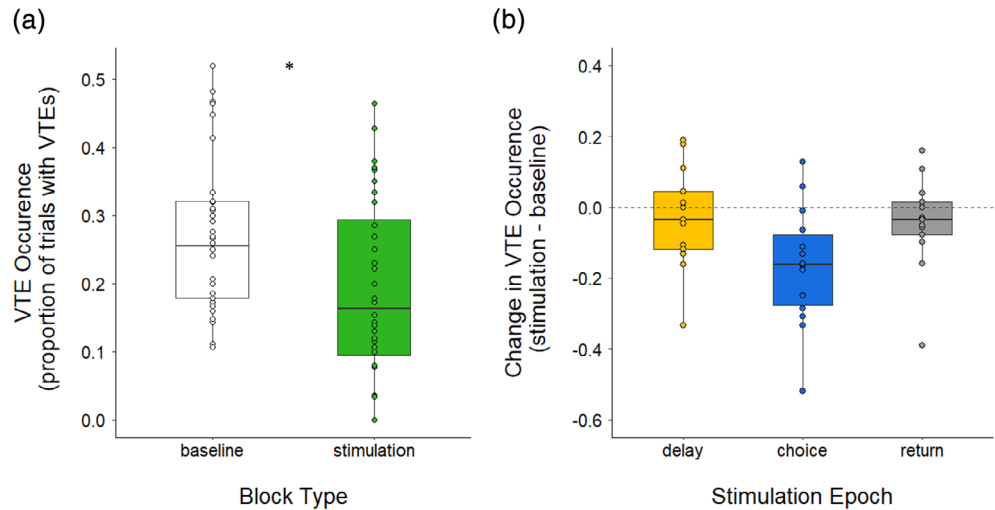 (a)
VTE Occurence
(proportion of trials with VTEs)
0.5
0.4
0.3
0.2
0.1
0.0
*
baseline
stimulation
Block Type
(b)
Change in VTE Occurence
(stimulation - baseline)
0.4
0.2
0.0
-0.2
-0.4
-0.6
delay
choice
return
Stimulation Epoch